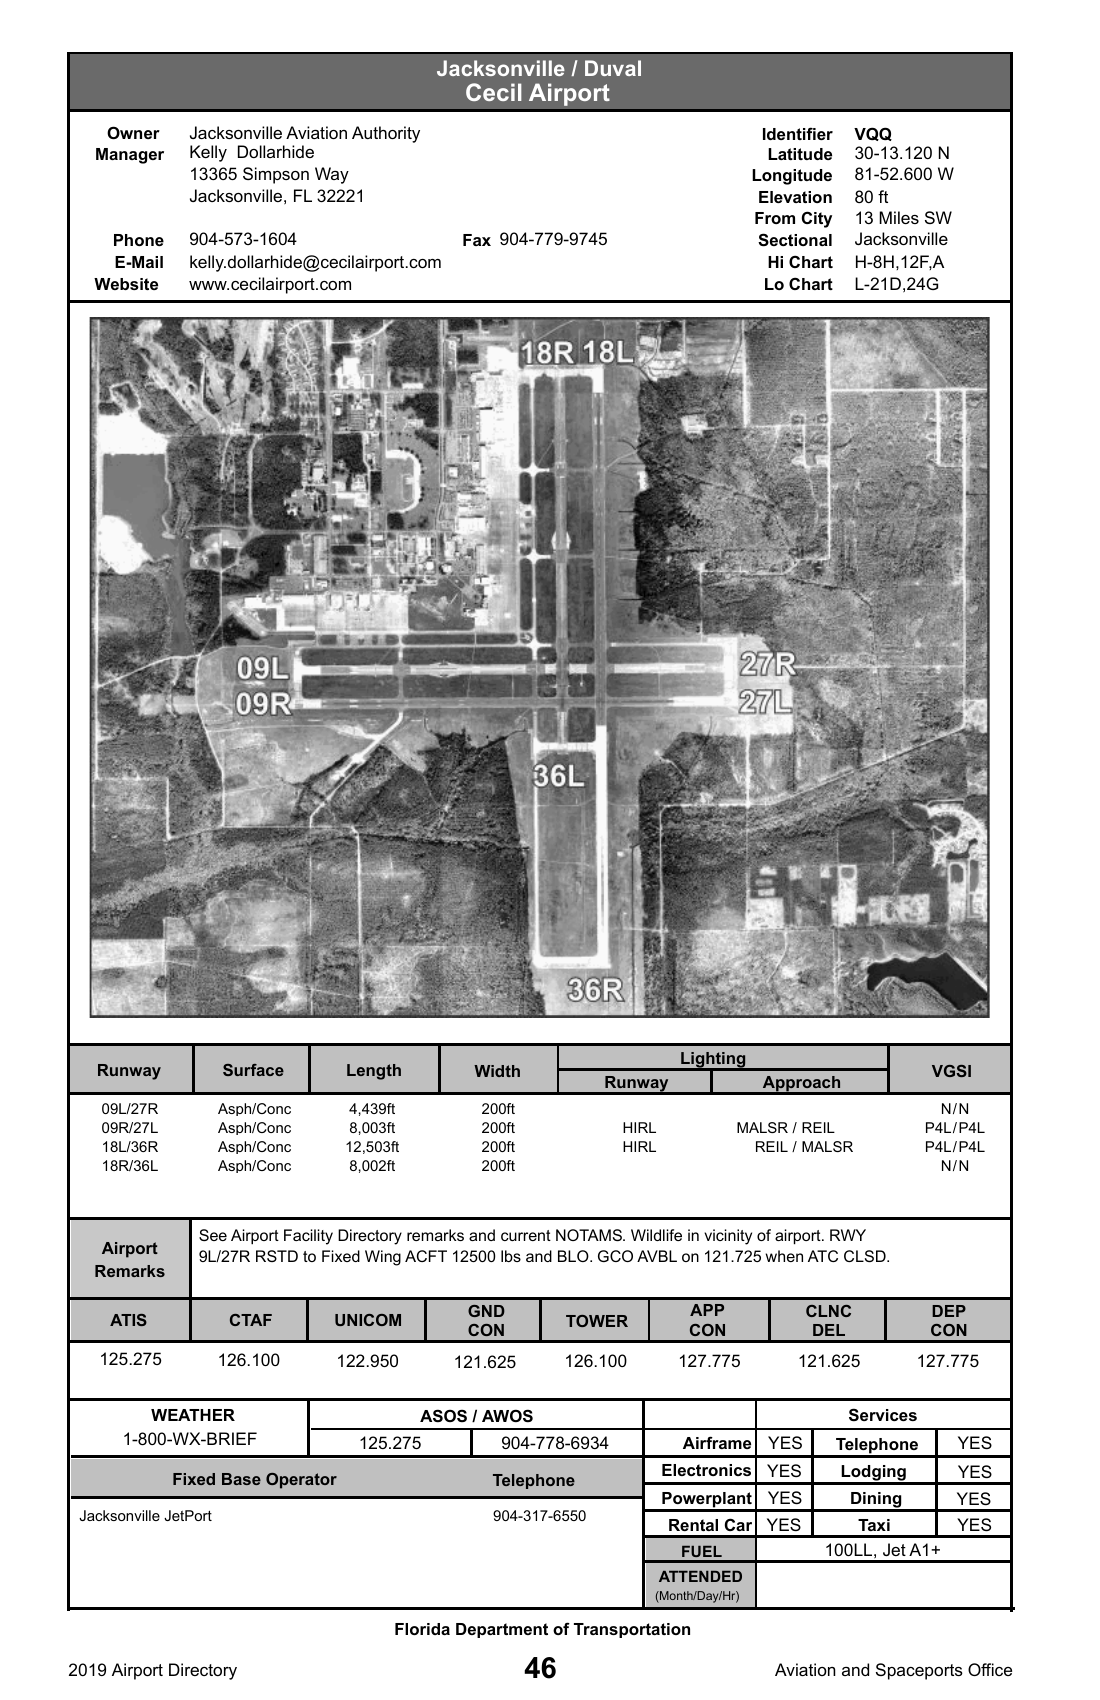 Jacksonville / Duval
Cecil Airport
Owner Jacksonville Aviation Authority
Manager Kelly Dollarhide
13365 Simpson Way
Jacksonville, FL 32221
Phone 904-573-1604 Fax 904-779-9745
E-Mail kelly.dollarhide@cecilairport.com
Website www.cecilairport.com
Identifier VQQ
Latitude 30-13.120 N
Longitude 81-52.600 W
Elevation 80 ft
From City 13 Miles SW
Sectional Jacksonville
Hi Chart H-8H,12F,A
Lo Chart L-21D,24G
18R 18L
09L 27R
09R 27L
36L
36R
Runway Surface Length Width Lighting VGSI
Runway Approach
09L/27R Asph/Conc 4,439ft 200ft N/N
09R/27L Asph/Conc 8,003ft 200ft HIRL MALSR / REIL P4L/P4L
18L/36R Asph/Conc 12,503ft 200ft HIRL REIL / MALSR P4L/P4L
18R/36L Asph/Conc 8,002ft 200ft N/N
Airport
Remarks
See Airport Facility Directory remarks and current NOTAMS. Wildlife in vicinity of airport. RWY
9L/27R RSTD to Fixed Wing ACFT 12500 lbs and BLO. GCO AVBL on 121.725 when ATC CLSD.
ATIS CTAF UNICOM GND CON TOWER APP CON CLNC DEL DEP CON
125.275 126.100 122.950 121.625 126.100 127.775 121.625 127.775
WEATHER ASOS / AWOS Services
1-800-WX-BRIEF 125.275 904-778-6934
Airframe YES Telephone YES
Electronics YES Lodging YES
Powerplant YES Dining YES
Rental Car YES Taxi YES
FUEL 100LL, Jet A1+
ATTENDED
(Month/Day/Hr)
Fixed Base Operator Telephone
Jacksonville JetPort 904-317-6550
Florida Department of Transportation
2019 Airport Directory 46 Aviation and Spaceports Office